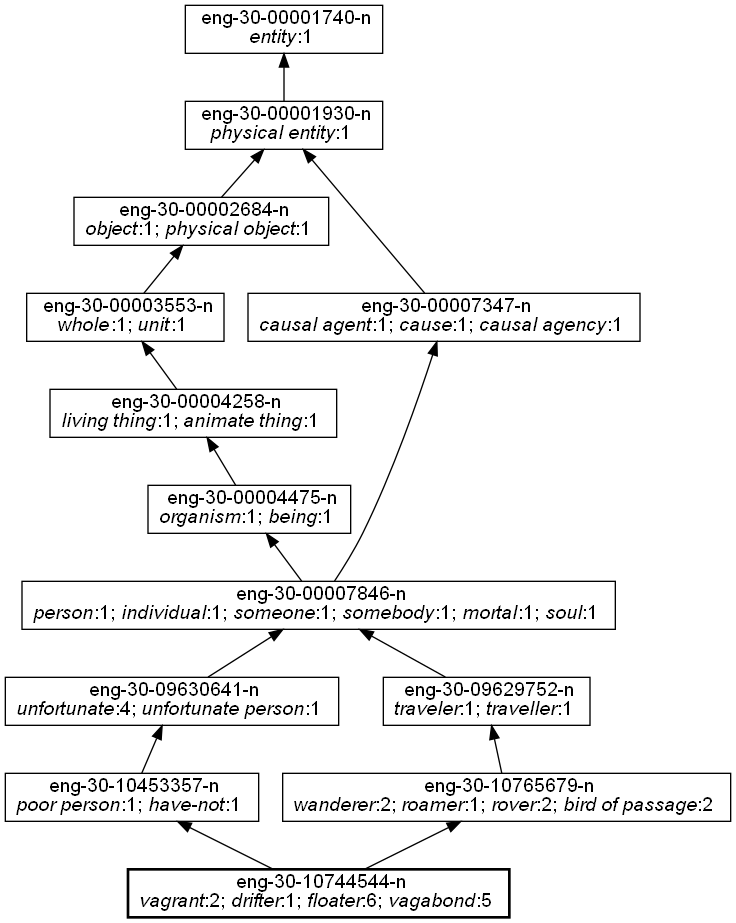 eng-30-00001740-n
entity:1
eng-30-00001930-n
physical entity:1
eng-30-00002684-n
object:1; physical object:1
eng-30-00003553-n
whole:1; unit:1
eng-30-00007347-n
causal agent:1; cause:1; causal agency:1
eng-30-00004258-n
living thing:1; animate thing:1
eng-30-00004475-n
organism:1; being:1
eng-30-00007846-n
person:1; individual:1; someone:1; somebody:1; mortal:1; soul:1
eng-30-09630641-n
unfortunate:4; unfortunate person:1
eng-30-09629752-n
traveler:1; traveller:1
eng-30-10453357-n
poor person:1; have-not:1
eng-30-10765679-n
wanderer:2; roamer:1; rover:2; bird of passage:2
eng-30-10744544-n
vagrant:2; drifter:1; floater:6; vagabond:5